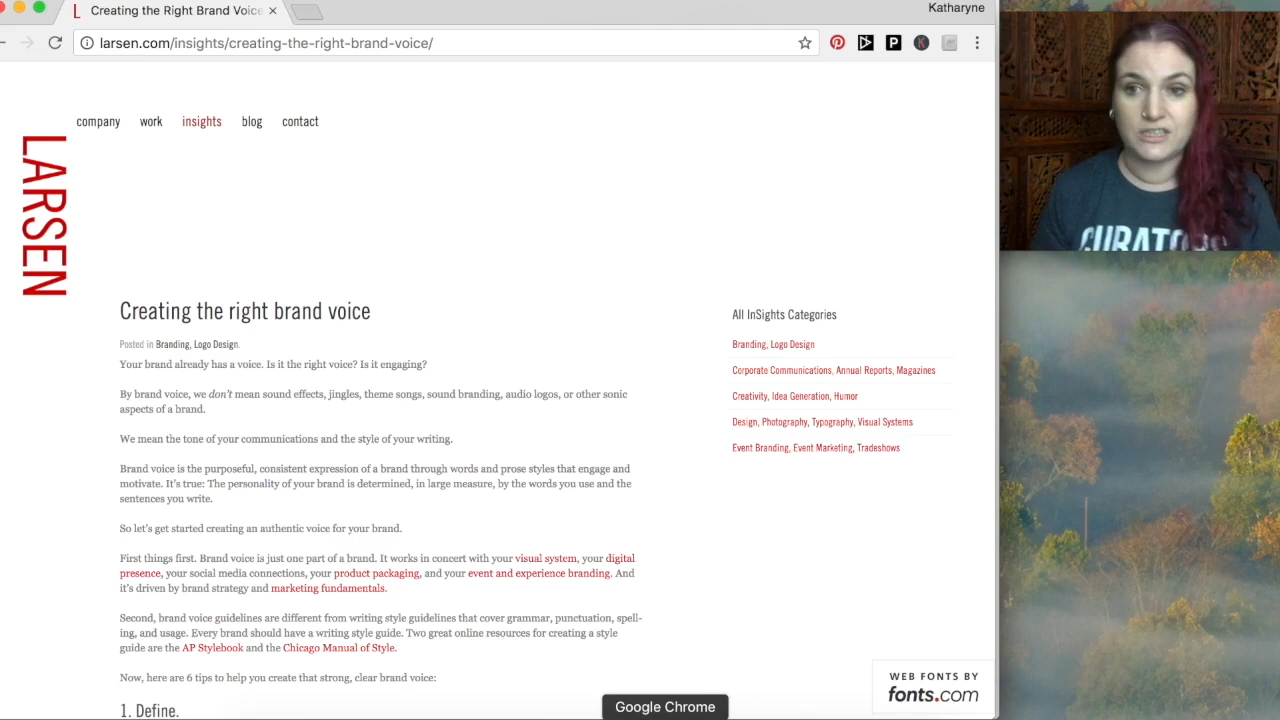 Creating the Right Brand Voice
Katharyne
larsen.com/insights/creating-the-right-brand-voice/
company work insights blog contact
LARSEN
Creating the right brand voice
Posted in Branding, Logo Design.
Your brand already has a voice. Is it the right voice? Is it engaging?
By brand voice, we don't mean sound effects, jingles, theme songs, sound branding, audio logos, or other sonic
aspects of a brand.
We mean the tone of your communications and the style of your writing.
Brand voice is the purposeful, consistent expression of a brand through words and prose styles that engage and
motivate. It's true: The personality of your brand is determined, in large measure, by the words you use and the
sentences you write.
So let's get started creating an authentic voice for your brand.
First things first. Brand voice is just one part of a brand. It works in concert with your visual system, your digital
presence, your social media connections, your product packaging, and your event and experience branding. And
it's driven by brand strategy and marketing fundamentals.
Second, brand voice guidelines are different from writing style guidelines that cover grammar, punctuation, spell-
ing, and usage. Every brand should have a writing style guide. Two great online resources for creating a style
guide are the AP Stylebook and the Chicago Manual of Style.
Now, here are 6 tips to help you create that strong, clear brand voice:
1. Define.
All InSights Categories
Branding, Logo Design
Corporate Communications, Annual Reports, Magazines
Creativity, Idea Generation, Humor
Design, Photography, Typography, Visual Systems
Event Branding, Event Marketing, Tradeshows
WEB FONTS BY
fonts.com
Google Chrome